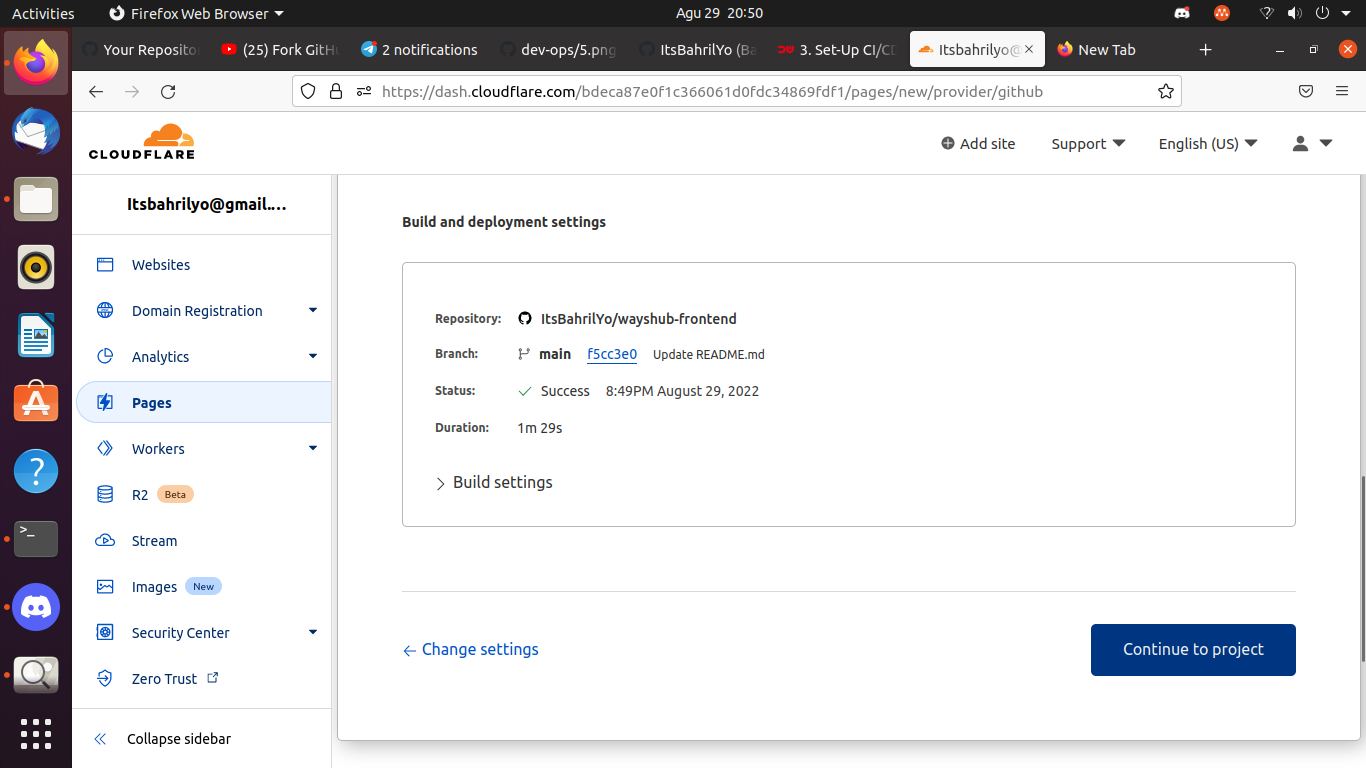 Activities Firefox Web Browser Agu 29 20:50
Your Reposito (25) Fork GitHu 2 notifications dev-ops/5.png ItsBahrilYo (Ba 3. Set-Up CI/CD Itsbahrilyo@ New Tab
https://dash.cloudflare.com/bdeca87e0f1c366061d0fdc34869fdf1/pages/new/provider/github
CLOUDFLARE Add site Support English (US)
Itsbahrilyo@gmail....
Websites
Domain Registration
Analytics
Pages
Workers
R2 Beta
Stream
Images New
Security Center
Zero Trust
Collapse sidebar
Build and deployment settings
Repository: ItsBahrilYo/wayshub-frontend
Branch: main f5cc3e0 Update README.md
Status: Success 8:49PM August 29, 2022
Duration: 1m 29s
Build settings
Change settings Continue to project